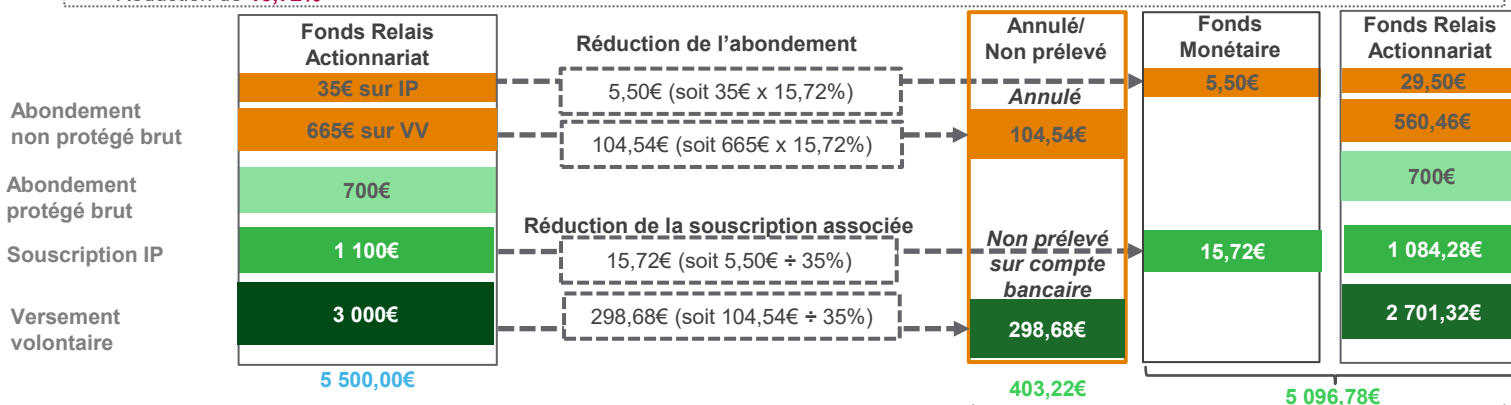 Réduction de 15,72%
Fonds Relais
Actionnariat
Réduction de l'abondement
Annulé/
Non prélevé
Fonds
Monétaire
Fonds Relais
Actionnariat
Abondement
non protégé brut
35€ sur IP
5,50€ (soit 35€ x 15,72%)
Annulé
5,50€
29,50€
665€ sur VV
104,54€ (soit 665€ x 15,72%)
104,54€
560,46€
Abondement
protégé brut
700€
700€
Réduction de la souscription associée
Souscription IP
1 100€
15,72€ (soit 5,50€ ÷ 35%)
Non prélevé
sur compte
bancaire
15,72€
1 084,28€
Versement
volontaire
3 000€
298,68€ (soit 104,54€ ÷ 35%)
298,68€
2 701,32€
5 500,00€
403,22€
5 096,78€